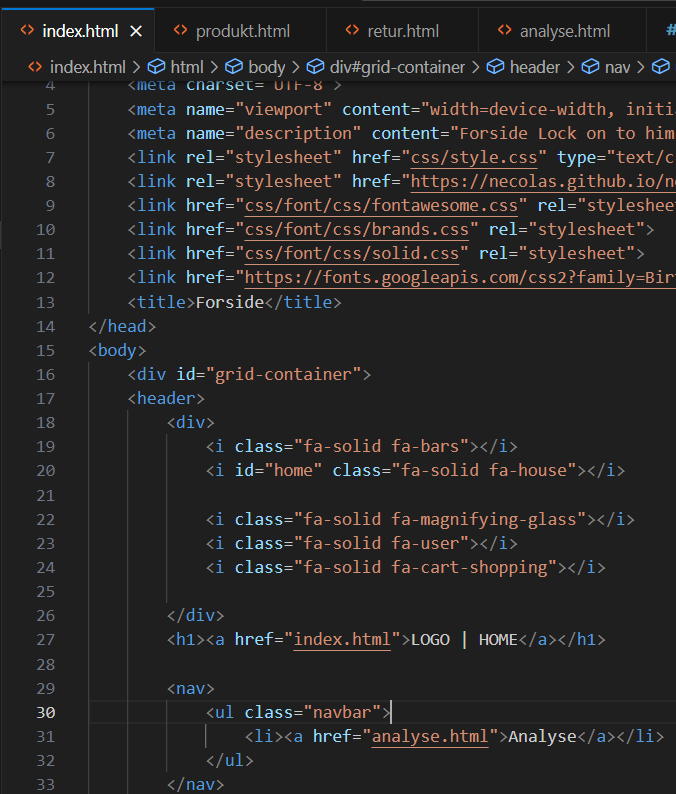 index.html produkt.html retur.html analyse.html
index.html > html > body > div#grid-container > header > nav >
4 <meta charset="UTF-8">
5 <meta name="viewport" content="width=device-width,
6 <meta name="description" content="Forside Lock on to him
7 <link rel="stylesheet" href="css/style.css" type="text/c
8 <link rel="stylesheet" href="https://necolas.github.io/n
9 <link href="css/font/css/fontawesome.css" rel="stylesheet
10 <link href="css/font/css/brands.css" rel="stylesheet">
11 <link href="css/font/css/solid.css" rel="stylesheet">
12 <link href="https://fonts.googleapis.com/css2?family=Bir
13 <title>Forside</title>
14 </head>
15 <body>
16 <div id="grid-container">
17 <header>
18 <div>
19 <i class="fa-solid fa-bars"></i>
20 <i id="home" class="fa-solid fa-house"></i>
21
22 <i class="fa-solid fa-magnifying-glass"></i>
23 <i class="fa-solid fa-user"></i>
24 <i class="fa-solid fa-cart-shopping"></i>
25
26 </div>
27 <h1><a href="index.html">LOGO | HOME</a></h1>
28
29 <nav>
30 <ul class="navbar">
31 <li><a href="analyse.html">Analyse</a></li>
32 </ul>
33 </nav>